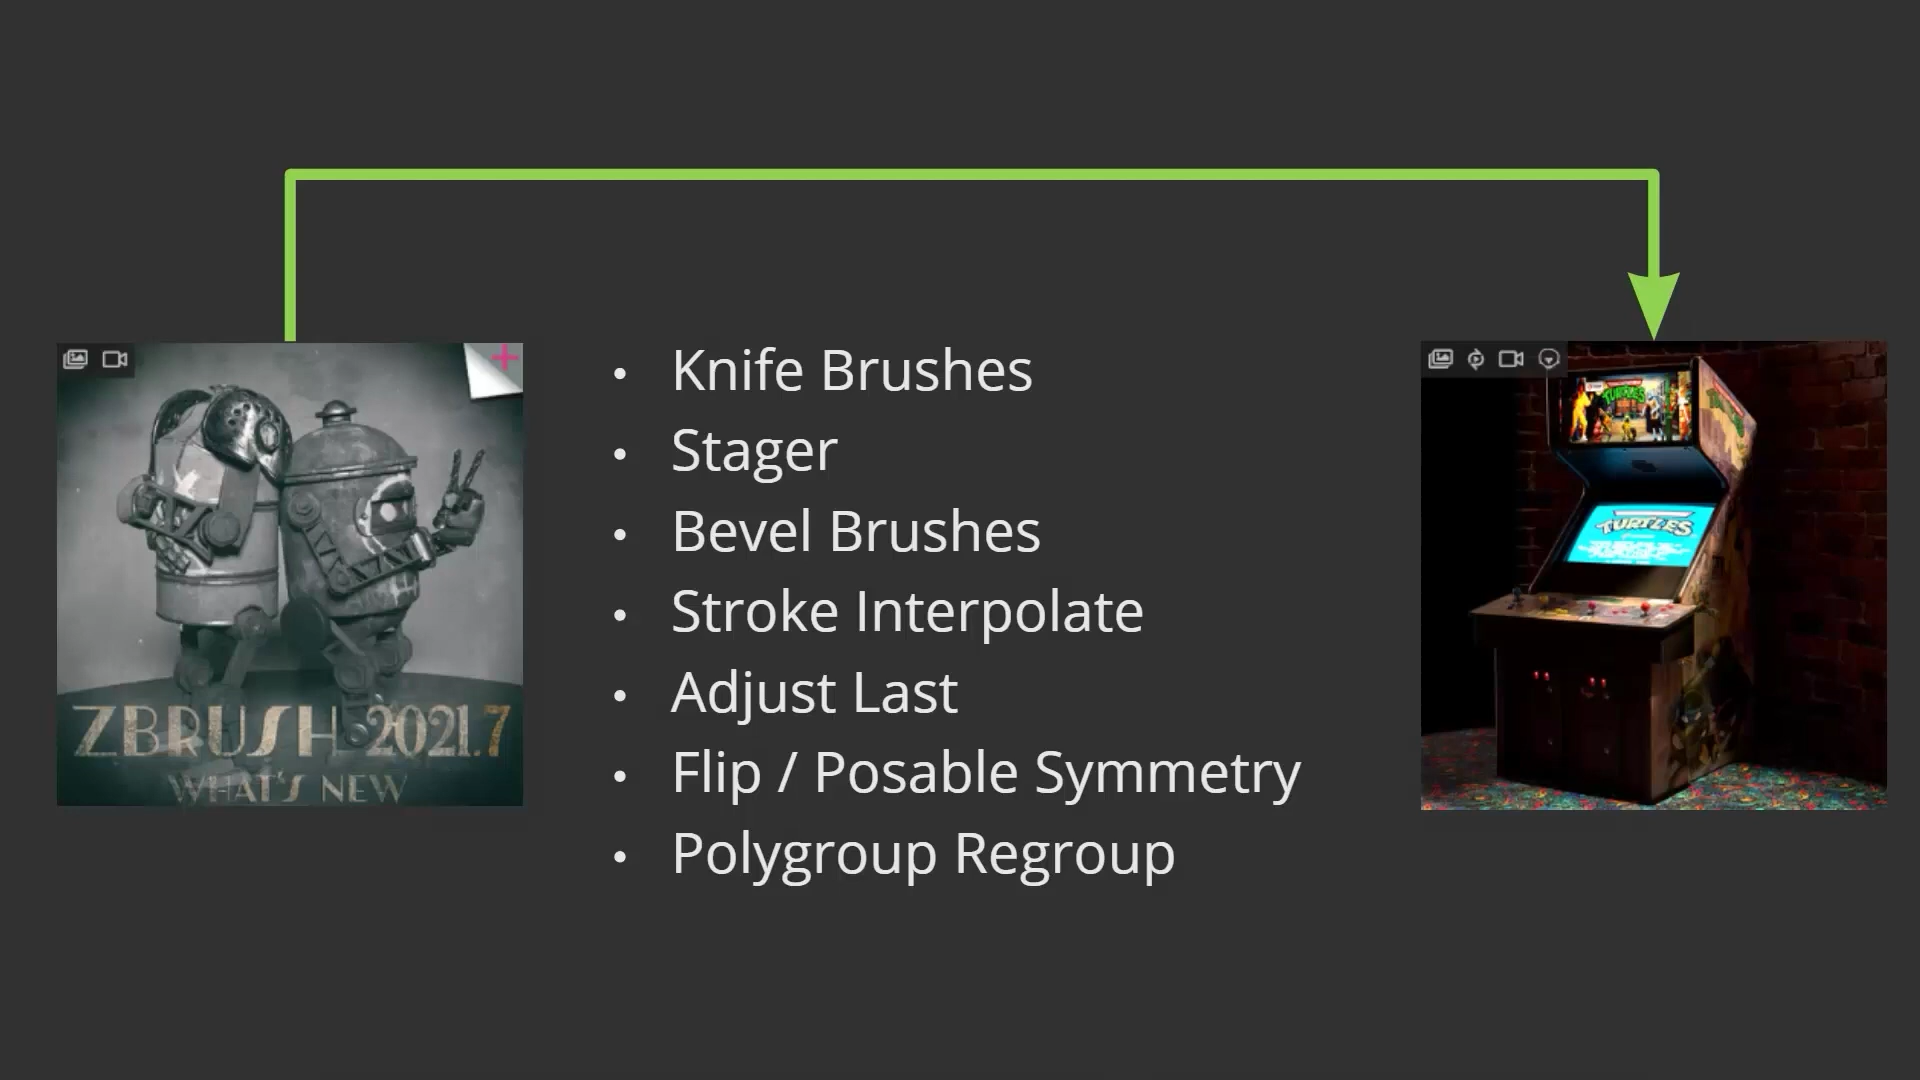 Knife Brushes
Stager
Bevel Brushes
Stroke Interpolate
Adjust Last
Flip / Posable Symmetry
Polygroup Regroup
ZBRUSH 2021.7
WHAT'S NEW
TURTLES
TURTLES